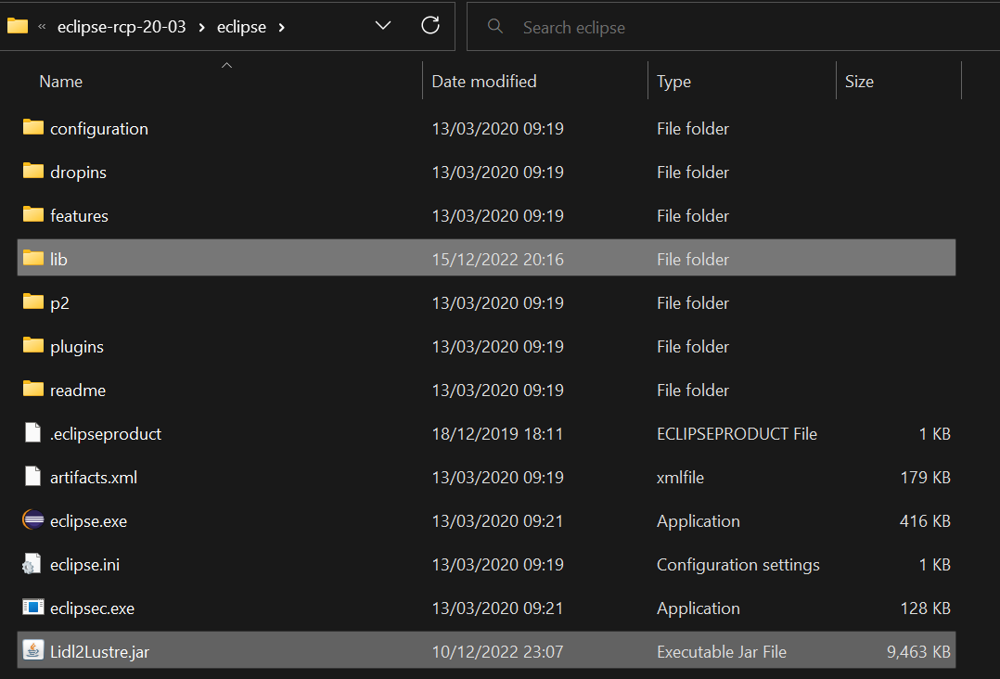 « eclipse-rcp-20-03 › eclipse › Search eclipse
Name Date modified Type Size
configuration 13/03/2020 09:19 File folder
dropins 13/03/2020 09:19 File folder
features 13/03/2020 09:19 File folder
lib 15/12/2022 20:16 File folder
p2 13/03/2020 09:19 File folder
plugins 13/03/2020 09:19 File folder
readme 13/03/2020 09:19 File folder
.eclipseproduct 18/12/2019 18:11 ECLIPSEPRODUCT File 1 KB
artifacts.xml 13/03/2020 09:19 xmlfile 179 KB
eclipse.exe 13/03/2020 09:21 Application 416 KB
eclipse.ini 13/03/2020 09:19 Configuration settings 1 KB
eclipsec.exe 13/03/2020 09:21 Application 128 KB
Lidl2Lustre.jar 10/12/2022 23:07 Executable Jar File 9,463 KB